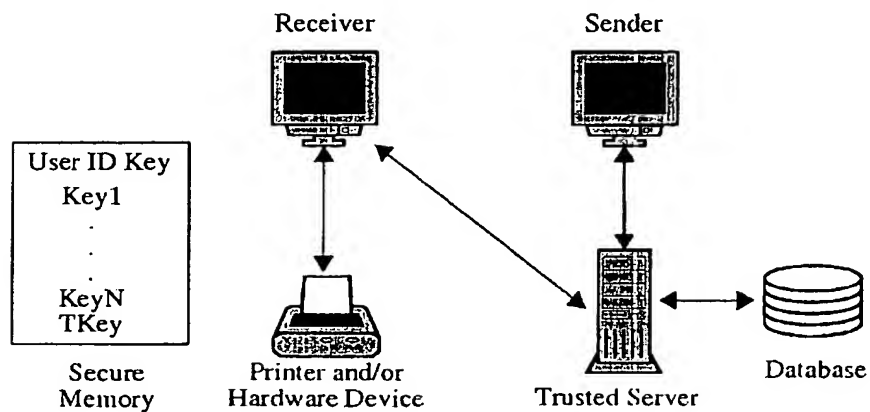 Receiver
Sender
User ID Key
Key1
.
.
.
KeyN
TKey
Secure
Memory
Printer and/or
Hardware Device
Trusted Server
Database